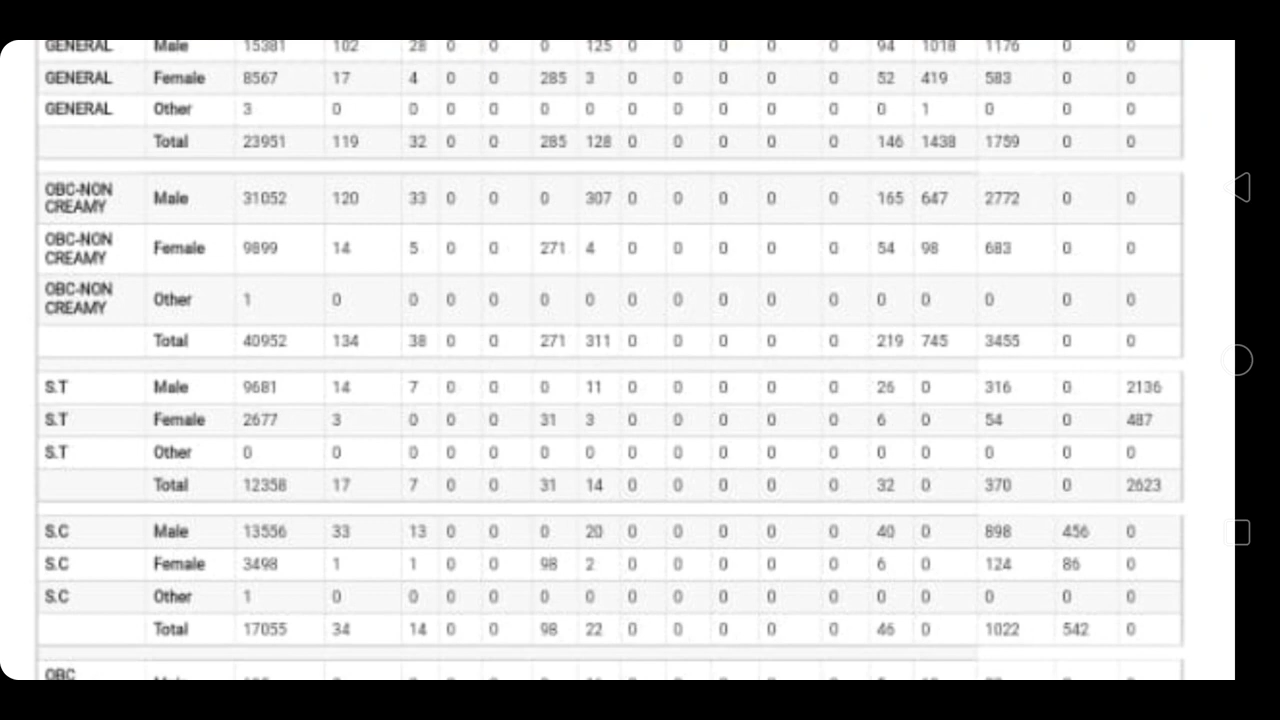 GENERAL Male 15381 102 28 0 0 0 125 0 0 0 0 0 94 1018 1176 0 0
GENERAL Female 8567 17 4 0 0 285 3 0 0 0 0 0 52 419 583 0 0
GENERAL Other 3 0 0 0 0 0 0 0 0 0 0 0 0 1 0 0 0
Total 23951 119 32 0 0 285 128 0 0 0 0 0 146 1438 1759 0 0
OBC-NON
CREAMY Male 31052 120 33 0 0 0 307 0 0 0 0 0 165 647 2772 0 0
OBC-NON
CREAMY Female 9899 14 5 0 0 271 4 0 0 0 0 0 54 98 683 0 0
OBC-NON
CREAMY Other 1 0 0 0 0 0 0 0 0 0 0 0 0 0 0 0 0
Total 40952 134 38 0 0 271 311 0 0 0 0 0 219 745 3455 0 0
S.T Male 9681 14 7 0 0 0 11 0 0 0 0 0 26 0 316 0 2136
S.T Female 2677 3 0 0 0 31 3 0 0 0 0 0 6 0 54 0 487
S.T Other 0 0 0 0 0 0 0 0 0 0 0 0 0 0 0 0 0
Total 12358 17 7 0 0 31 14 0 0 0 0 0 32 0 370 0 2623
S.C Male 13556 33 13 0 0 0 20 0 0 0 0 0 40 0 898 456 0
S.C Female 3498 1 1 0 0 98 2 0 0 0 0 0 6 0 124 86 0
S.C Other 1 0 0 0 0 0 0 0 0 0 0 0 0 0 0 0 0
Total 17055 34 14 0 0 98 22 0 0 0 0 0 46 0 1022 542 0
OBC